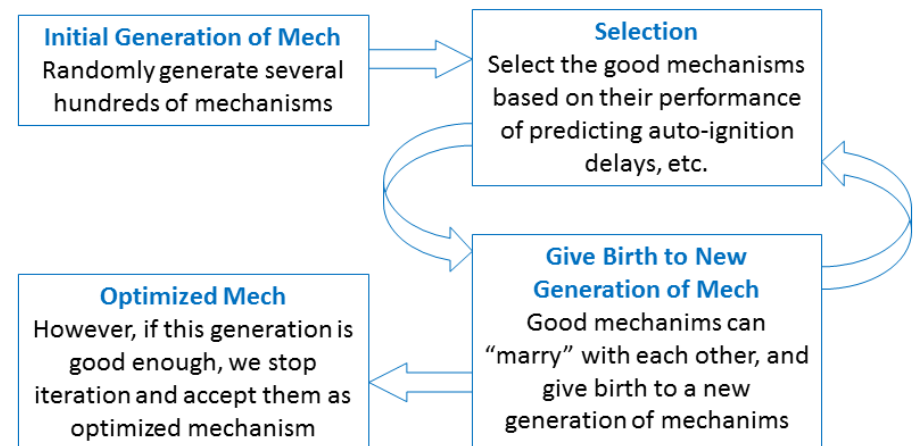 Initial Generation of Mech
Randomly generate several
hundreds of mechanisms
Selection
Select the good mechanisms
based on their performance
of predicting auto-ignition
delays, etc.
Give Birth to New
Generation of Mech
Good mechanims can
“marry” with each other, and
give birth to a new
generation of mechanims
Optimized Mech
However, if this generation is
good enough, we stop
iteration and accept them as
optimized mechanism